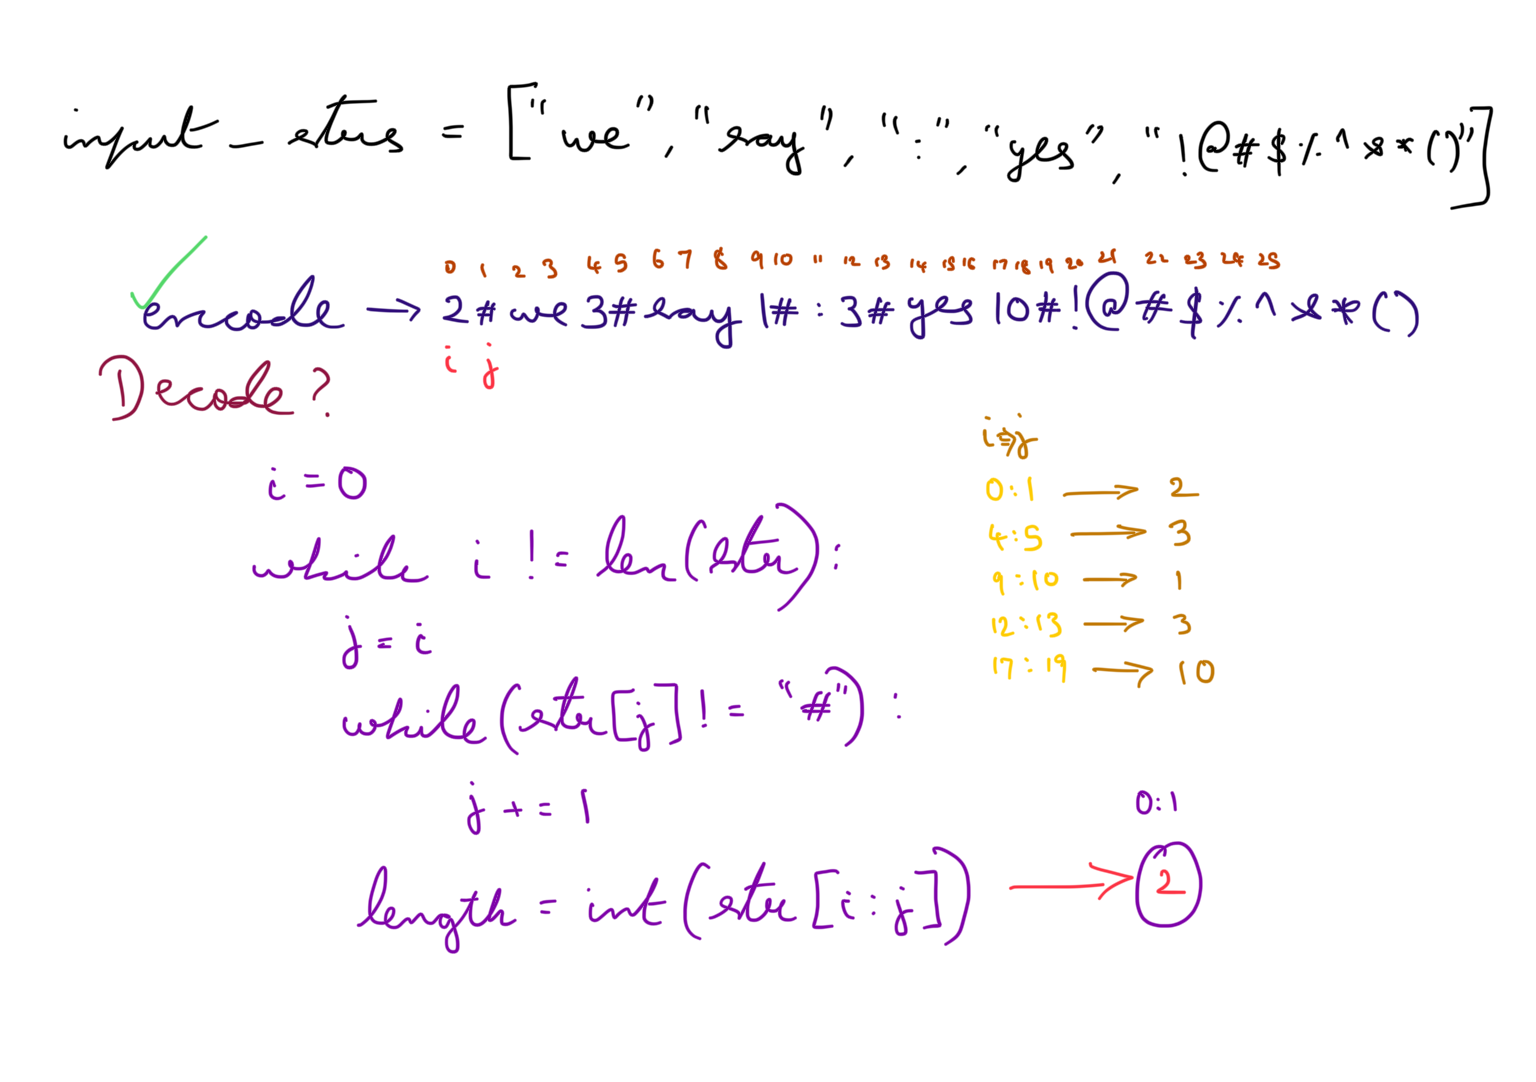 input_strs = ["we", "say", ":", "yes", "!@#$%^&*()"]
0 1 2 3 4 5 6 7 8 9 10 11 12 13 14 15 16 17 18 19 20 21 22 23 24 25
encode → 2#we3#say1#:3#yes10#!@#$%^&*()
i j
Decode?
i⇒j
i = 0
0:1 → 2
while i != len(str):
4:5 → 3
9:10 → 1
j = i
12:13 → 3
17:19 → 10
while(str[j] != "#"):
j += 1
0:1
length = int(str[i:j]) → 2